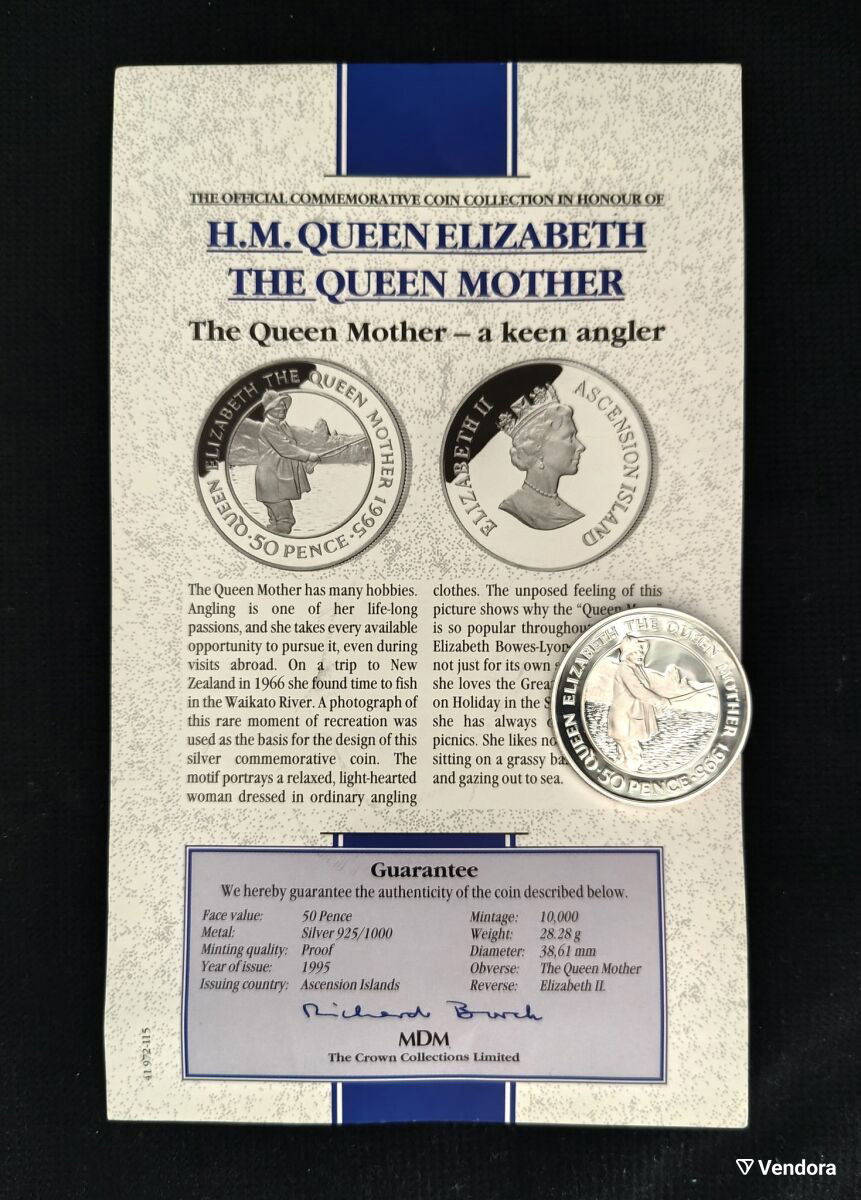 THE OFFICIAL COMMEMORATIVE COIN COLLECTION IN HONOUR OF
H.M. QUEEN ELIZABETH
THE QUEEN MOTHER
The Queen Mother – a keen angler
QUEEN ELIZABETH THE QUEEN MOTHER 1995
·50 PENCE·
ELIZABETH II
ASCENSION ISLAND
The Queen Mother has many hobbies.
Angling is one of her life-long
passions, and she takes every available
opportunity to pursue it, even during
visits abroad. On a trip to New
Zealand in 1966 she found time to fish
in the Waikato River. A photograph of
this rare moment of recreation was
used as the basis for the design of this
silver commemorative coin. The
motif portrays a relaxed, light-hearted
woman dressed in ordinary angling
clothes. The unposed feeling of this
picture shows why the "Queen
is so popular
Elizabeth Bowes-Lyon
not just for its own
she loves the
on Holiday in the
she has always
picnics. She likes
sitting on a grassy
and gazing out to sea.
QUEEN ELIZABETH THE QUEEN MOTHER 1995
·50 PENCE·
Guarantee
We hereby guarantee the authenticity of the coin described below.
Face value: 50 Pence
Metal: Silver 925/1000
Minting quality: Proof
Year of issue: 1995
Issuing country: Ascension Islands
Mintage: 10,000
Weight: 28.28 g
Diameter: 38,61 mm
Obverse: The Queen Mother
Reverse: Elizabeth II.
Richard Burch
MDM
The Crown Collections Limited
41 972-115
Vendora